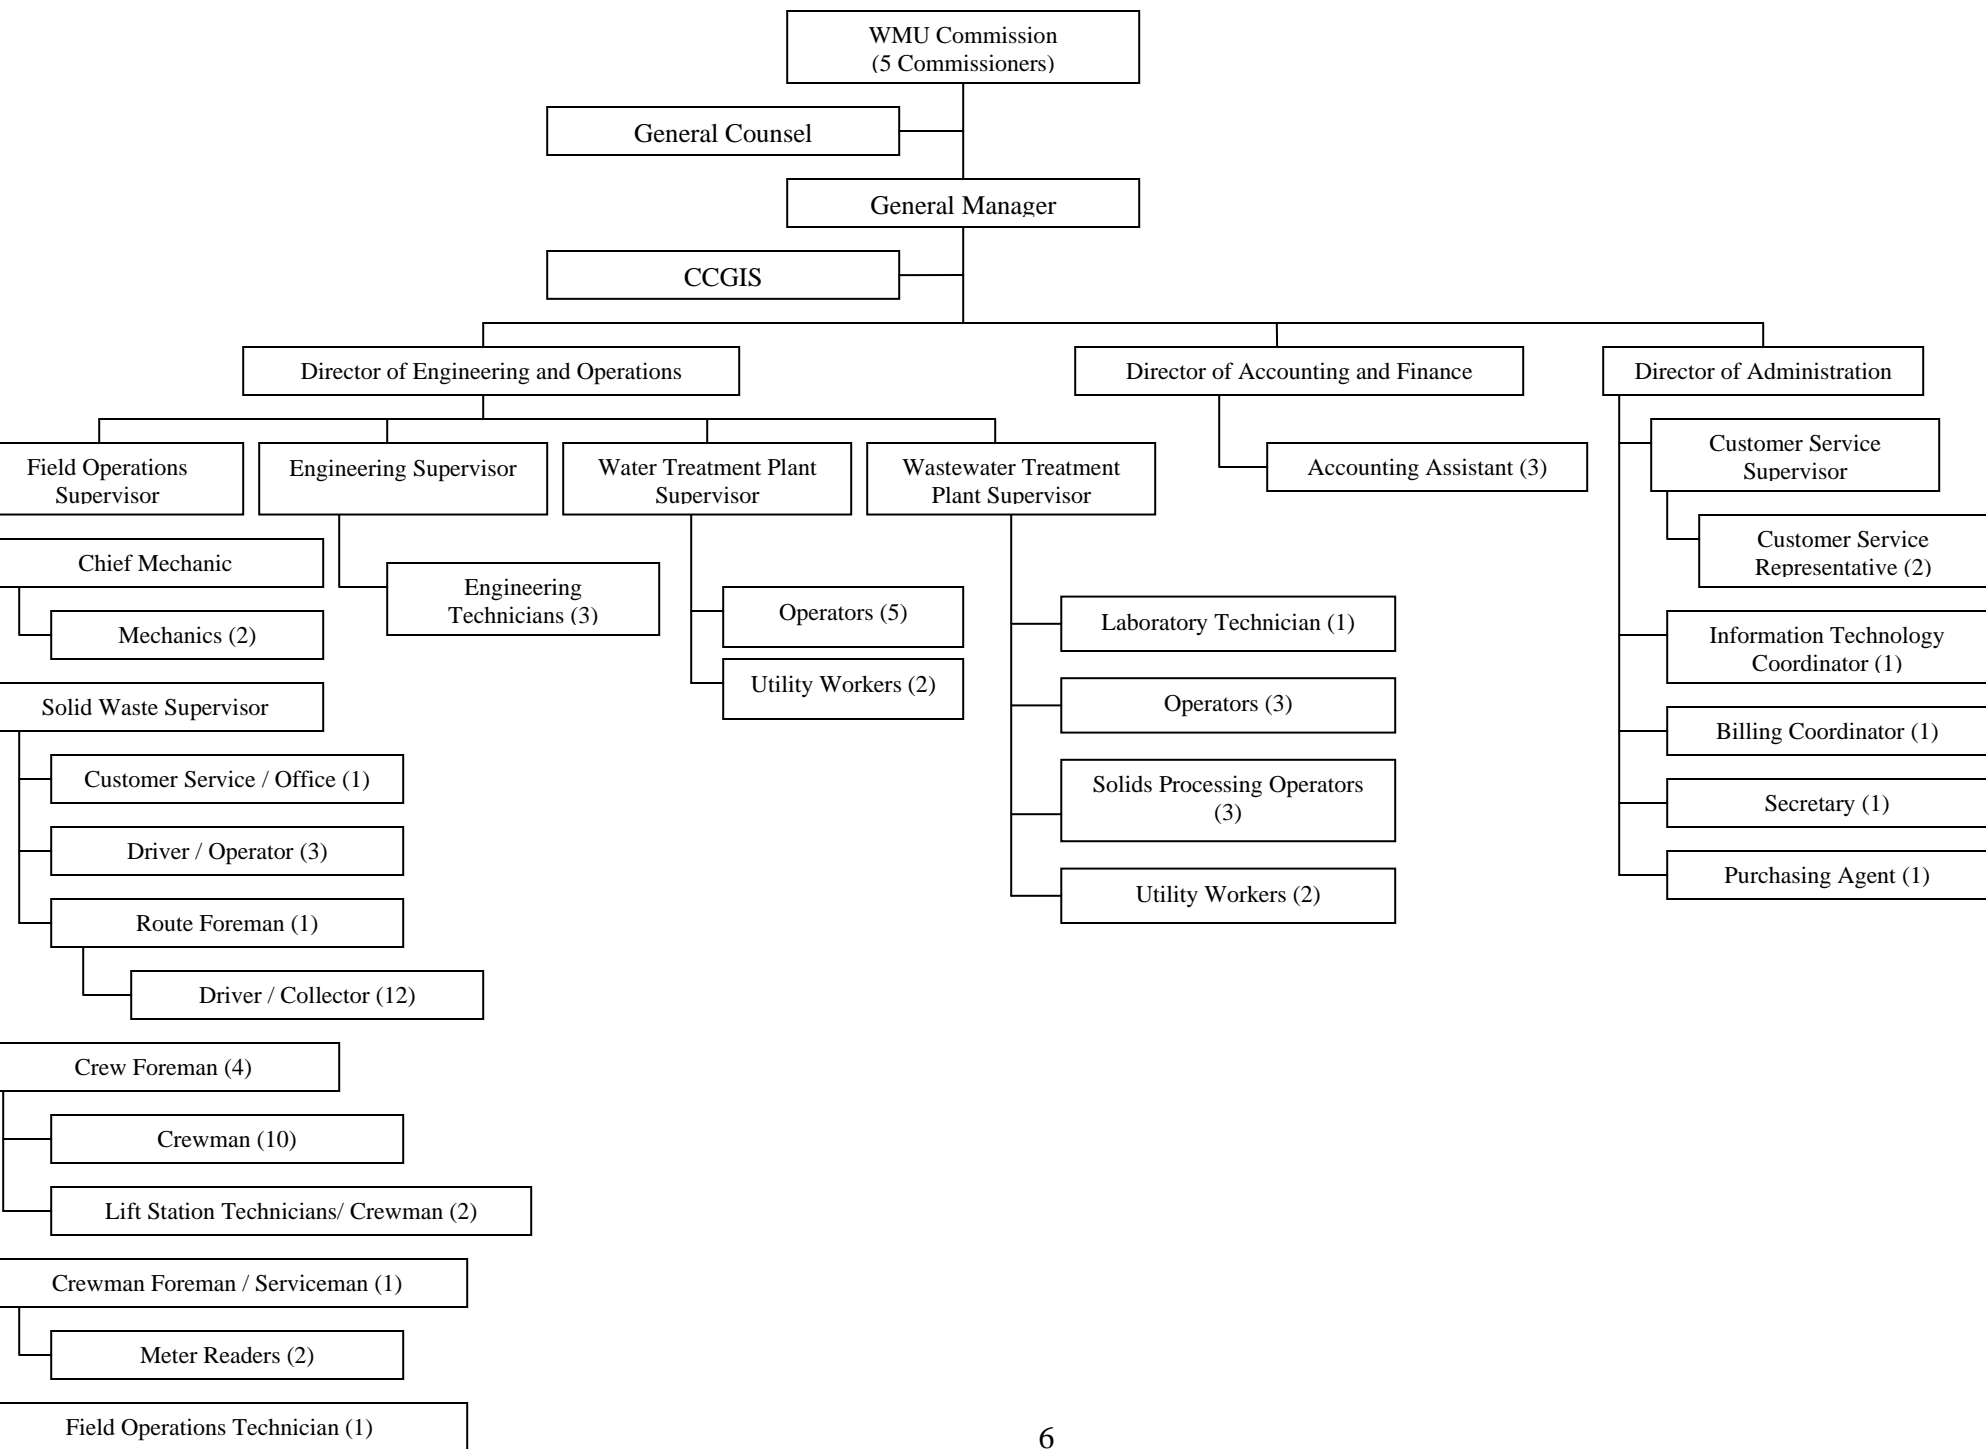 WMU Commission
(5 Commissioners)
General Counsel
General Manager
CCGIS
Director of Engineering and Operations
Director of Accounting and Finance
Director of Administration
Field Operations
Supervisor
Engineering Supervisor
Water Treatment Plant
Supervisor
Wastewater Treatment
Plant Supervisor
Accounting Assistant (3)
Customer Service
Supervisor
Customer Service
Representative (2)
Chief Mechanic
Mechanics (2)
Engineering
Technicians (3)
Operators (5)
Utility Workers (2)
Laboratory Technician (1)
Operators (3)
Solids Processing Operators
(3)
Utility Workers (2)
Information Technology
Coordinator (1)
Billing Coordinator (1)
Secretary (1)
Purchasing Agent (1)
Solid Waste Supervisor
Customer Service / Office (1)
Driver / Operator (3)
Route Foreman (1)
Driver / Collector (12)
Crew Foreman (4)
Crewman (10)
Lift Station Technicians/ Crewman (2)
Crewman Foreman / Serviceman (1)
Meter Readers (2)
Field Operations Technician (1)
6